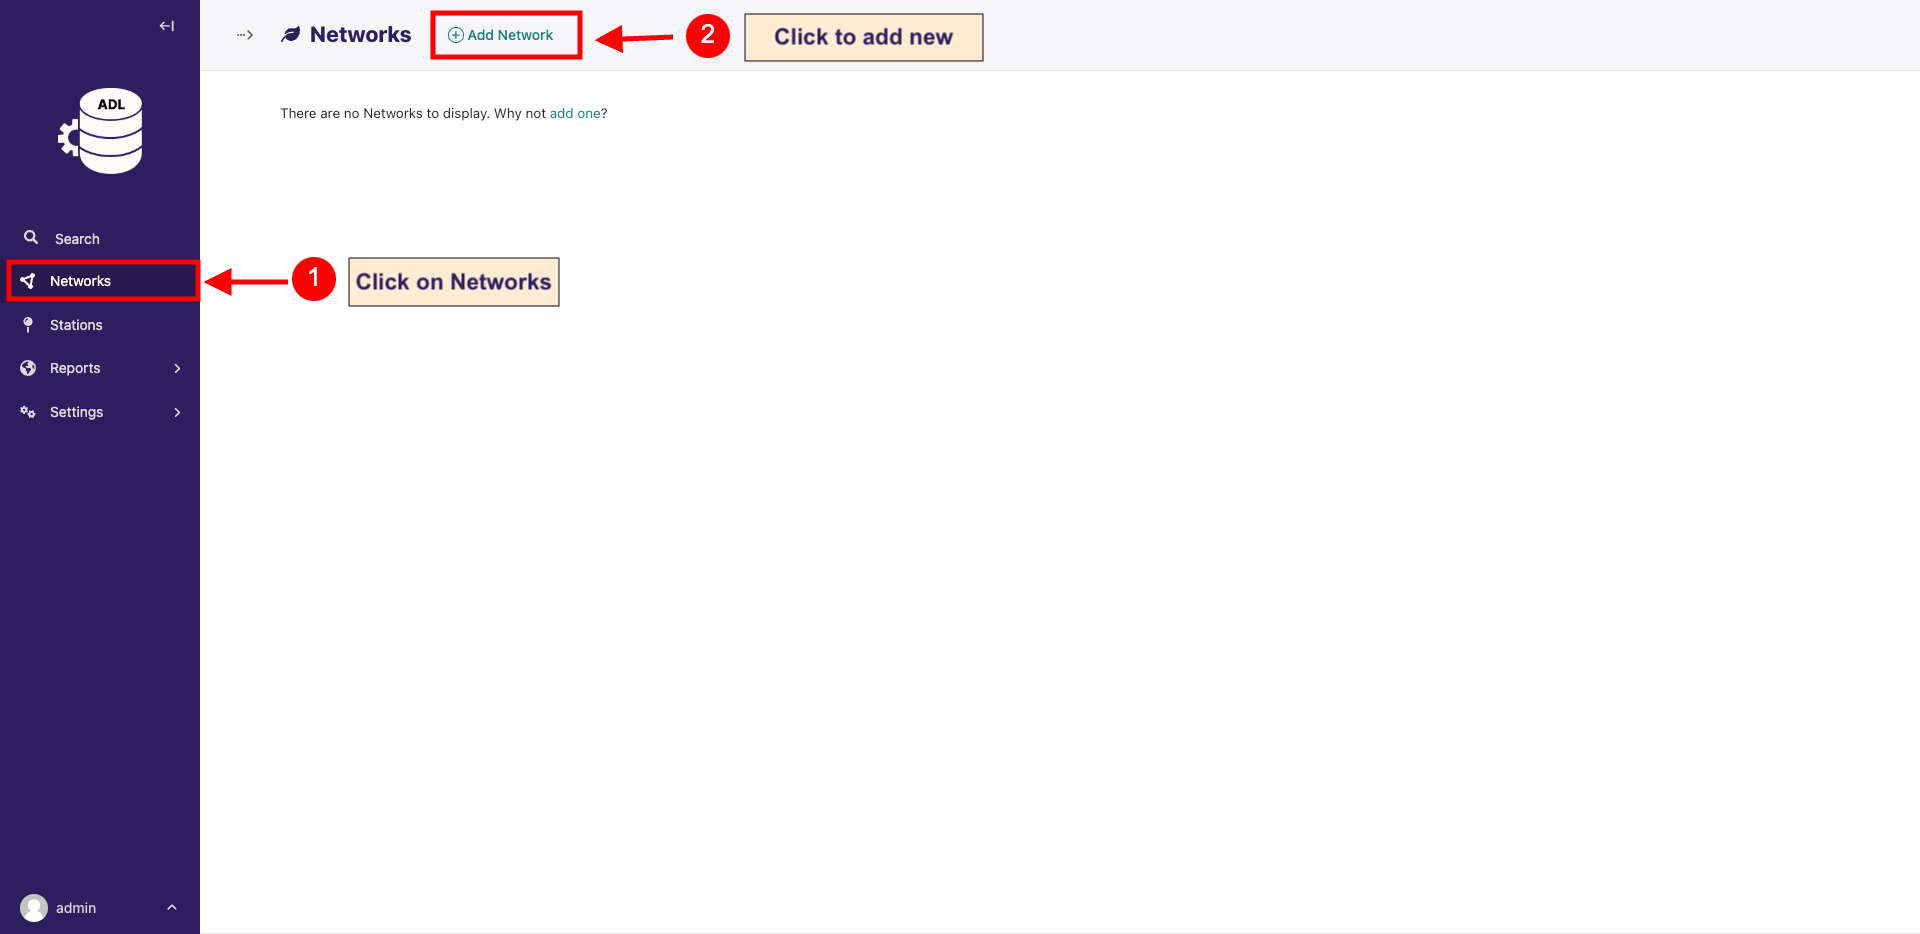 Networks
Add Network
2
Click to add new
ADL
There are no Networks to display. Why not add one?
Search
Networks
1
Click on Networks
Stations
Reports
Settings
admin